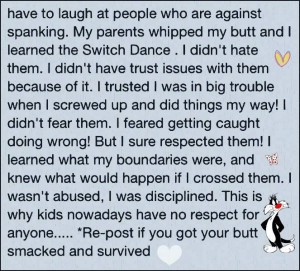 have to laugh at people who are against
spanking. My parents whipped my butt and I
learned the Switch Dance . I didn't hate
them. I didn't have trust issues with them
because of it. I trusted I was in big trouble
when I screwed up and did things my way! I
didn't fear them. I feared getting caught
doing wrong! But I sure respected them! I
learned what my boundaries were, and
knew what would happen if I crossed them. I
wasn't abused, I was disciplined. This is
why kids nowadays have no respect for
anyone..... *Re-post if you got your butt
smacked and survived